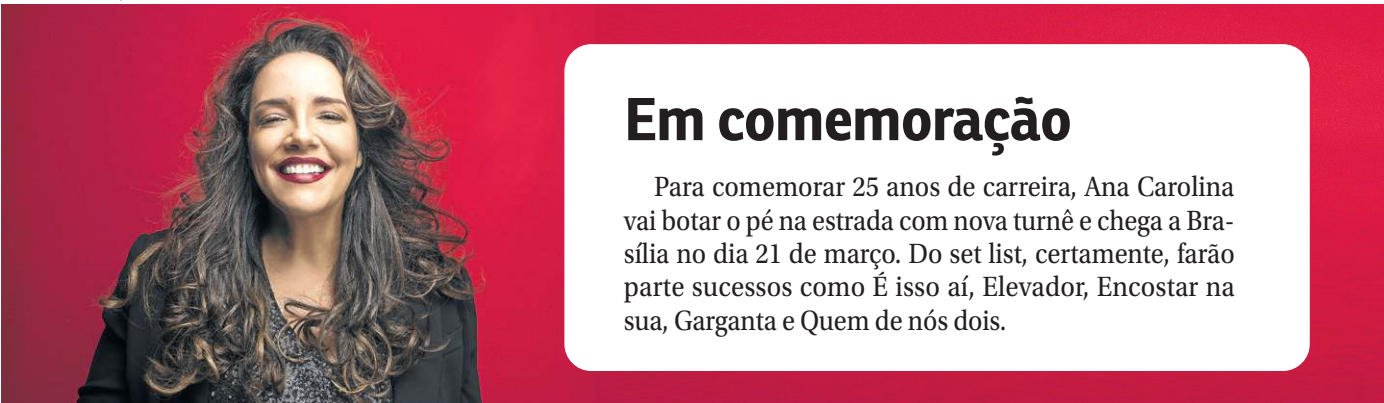 Em comemoração
Para comemorar 25 anos de carreira, Ana Carolina
vai botar o pé na estrada com nova turnê e chega a Bra-
sília no dia 21 de março. Do set list, certamente, farão
parte sucessos como É isso aí, Elevador, Encostar na
sua, Garganta e Quem de nós dois.